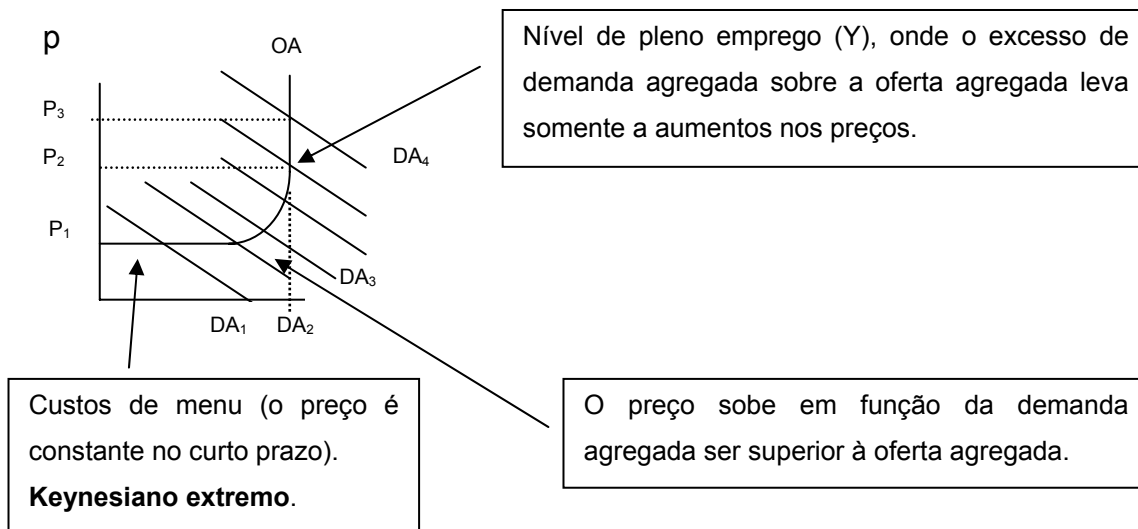 p
OA
P3
P2
P1
DA4
DA3
DA1
DA2
Nível de pleno emprego (Y), onde o excesso de
demanda agregada sobre a oferta agregada leva
somente a aumentos nos preços.
Custos de menu (o preço é
constante no curto prazo).
Keynesiano extremo.
O preço sobe em função da demanda
agregada ser superior à oferta agregada.